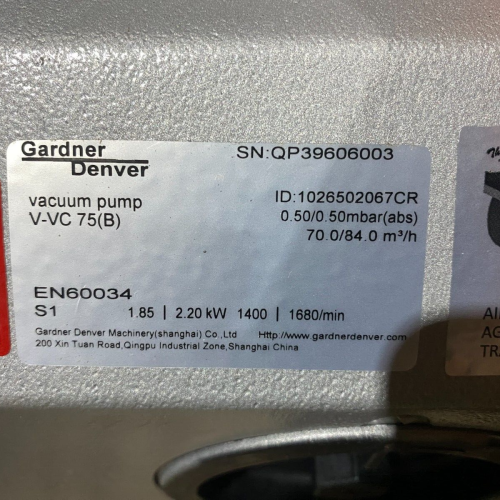 Gardner
Denver
SN:QP39606003
vacuum pump
V-VC 75(B)
ID:1026502067CR
0.50/0.50mbar(abs)
70.0/84.0 m³/h
EN60034
S1 1.85 | 2.20 kW 1400 | 1680/min
Gardner Denver Machinery(shanghai) Co.,Ltd Http://www.gardnerdenver.com
200 Xin Tuan Road,Qingpu Industrial Zone,Shanghai China